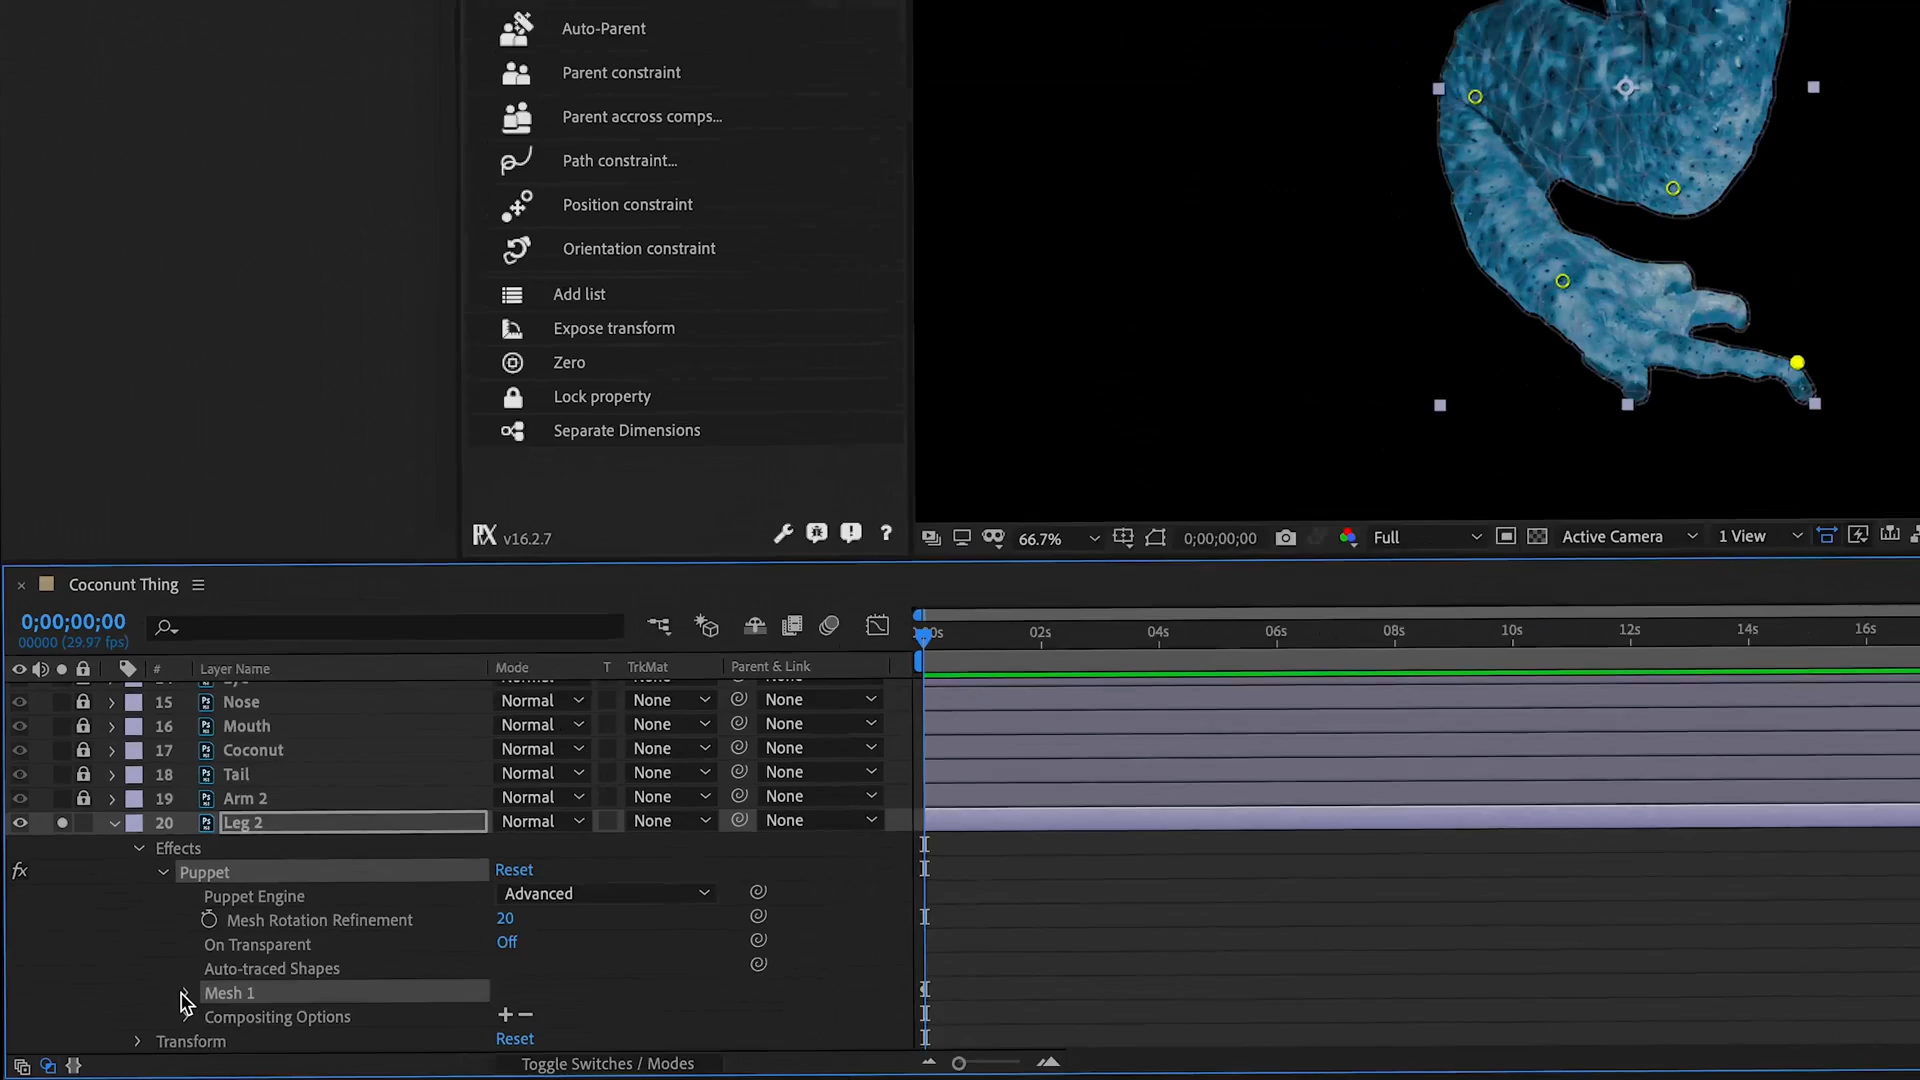 Auto-Parent
Parent constraint
Parent accross comps...
Path constraint...
Position constraint
Orientation constraint
Add list
Expose transform
Zero
Lock property
Separate Dimensions
v16.2.7
66.7%
0;00;00;00
Full
Active Camera
1 View
Coconunt Thing
0;00;00;00
00000 (29.97 fps)
0s 02s 04s 06s 08s 10s 12s 14s 16s
# Layer Name Mode T TrkMat Parent & Link
15 Ps Nose Normal None None
16 Ps Mouth Normal None None
17 Ps Coconut Normal None None
18 Ps Tail Normal None None
19 Ps Arm 2 Normal None None
20 Ps Leg 2 Normal None None
Effects
fx Puppet Reset
Puppet Engine Advanced
Mesh Rotation Refinement 20
On Transparent Off
Auto-traced Shapes
Mesh 1
Compositing Options + −
Transform Reset
Toggle Switches / Modes